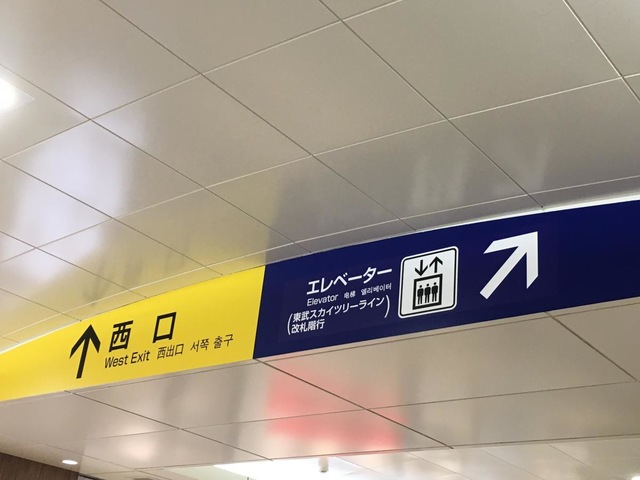 西口
West Exit 西出口 서쪽 출구
エレベーター
Elevator 电梯 엘리베이터
(東武スカイツリーライン
改札階行)